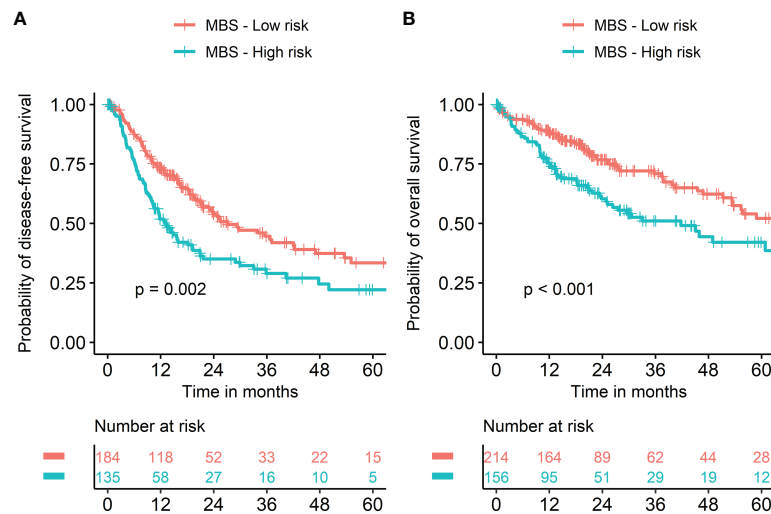 A
MBS - Low risk
MBS - High risk
Probability of disease-free survival
1.00
0.75
0.50
0.25
0.00
p = 0.002
0 12 24 36 48 60
Time in months
Number at risk
184 118 52 33 22 15
135 58 27 16 10 5
0 12 24 36 48 60
B
MBS - Low risk
MBS - High risk
Probability of overall survival
1.00
0.75
0.50
0.25
0.00
p < 0.001
0 12 24 36 48 60
Time in months
Number at risk
214 164 89 62 44 28
156 95 51 29 19 12
0 12 24 36 48 60